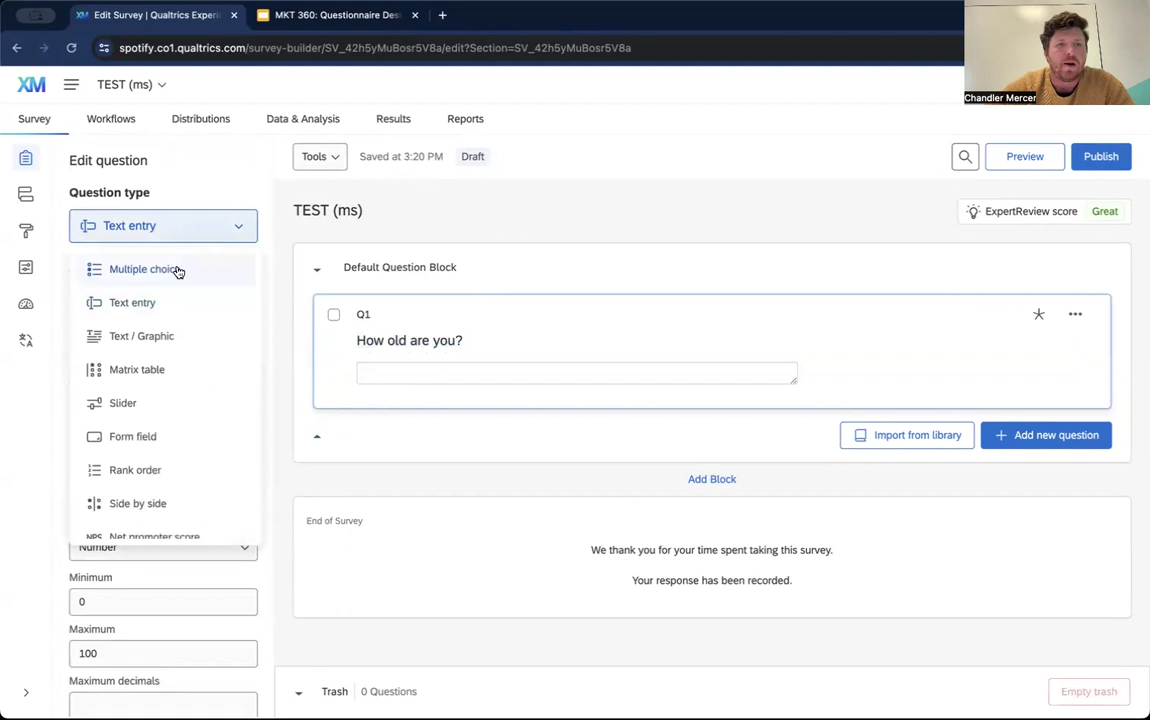 Edit Survey | Qualtrics Experi
MKT 360: Questionnaire Des
spotify.co1.qualtrics.com/survey-builder/SV_42h5yMuBosr5V8a/edit?Section=SV_42h5yMuBosr5V8a
Chandler Mercer
XM
TEST (ms)
Survey
Workflows
Distributions
Data & Analysis
Results
Reports
Edit question
Tools
Saved at 3:20 PM
Draft
Preview
Publish
Question type
Text entry
TEST (ms)
ExpertReview score
Great
Multiple choic
Text entry
Text / Graphic
Matrix table
Slider
Form field
Rank order
Side by side
NPS Net promoter score
Number
Minimum
0
Maximum
100
Maximum decimals
Default Question Block
Q1
How old are you?
Import from library
Add new question
Add Block
End of Survey
We thank you for your time spent taking this survey.
Your response has been recorded.
Trash
0 Questions
Empty trash